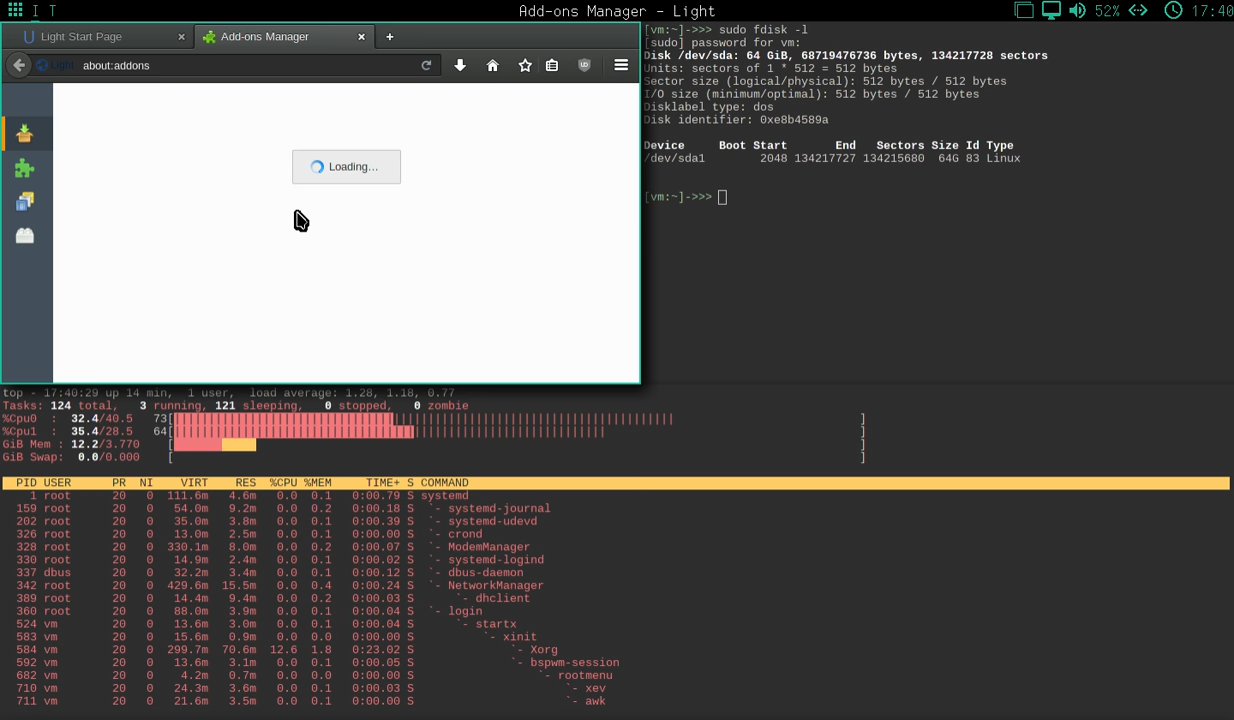 I T
Add-ons Manager - Light
52%
17:40
Light Start Page
Add-ons Manager
Light
about:addons
Loading…
[vm:~]->>> sudo fdisk -l
[sudo] password for vm:
Disk /dev/sda: 64 GiB, 68719476736 bytes, 134217728 sectors
Units: sectors of 1 * 512 = 512 bytes
Sector size (logical/physical): 512 bytes / 512 bytes
I/O size (minimum/optimal): 512 bytes / 512 bytes
Disklabel type: dos
Disk identifier: 0xe8b4589a
Device     Boot Start       End   Sectors Size Id Type
/dev/sda1        2048 134217727 134215680  64G 83 Linux
[vm:~]->>>
top - 17:40:29 up 14 min,  1 user,  load average: 1.28, 1.18, 0.77
Tasks: 124 total,   3 running, 121 sleeping,   0 stopped,   0 zombie
%Cpu0  :  32.4/40.5   73[ ]
%Cpu1  :  35.4/28.5   64[ ]
GiB Mem : 12.2/3.770    [ ]
GiB Swap:  0.0/0.000    [ ]
PID USER      PR  NI    VIRT    RES  %CPU %MEM     TIME+ S COMMAND
1 root      20   0  111.6m   4.6m   0.0  0.1   0:00.79 S systemd
159 root      20   0   54.0m   9.2m   0.0  0.2   0:00.18 S  `- systemd-journal
202 root      20   0   35.0m   3.8m   0.0  0.1   0:00.39 S  `- systemd-udevd
326 root      20   0   13.0m   2.5m   0.0  0.1   0:00.00 S  `- crond
328 root      20   0  330.1m   8.0m   0.0  0.2   0:00.07 S  `- ModemManager
330 root      20   0   14.9m   2.4m   0.0  0.1   0:00.02 S  `- systemd-logind
337 dbus      20   0   32.2m   3.4m   0.0  0.1   0:00.12 S  `- dbus-daemon
342 root      20   0  429.6m  15.5m   0.0  0.4   0:00.24 S  `- NetworkManager
389 root      20   0   14.4m   9.4m   0.0  0.2   0:00.03 S      `- dhclient
360 root      20   0   88.0m   3.9m   0.0  0.1   0:00.04 S  `- login
524 vm        20   0   13.6m   3.0m   0.0  0.1   0:00.04 S      `- startx
583 vm        20   0   15.6m   0.9m   0.0  0.0   0:00.00 S          `- xinit
584 vm        20   0  299.7m  70.6m  12.6  1.8   0:23.02 S              `- Xorg
592 vm        20   0   13.6m   3.1m   0.0  0.1   0:00.05 S              `- bspwm-session
682 vm        20   0    4.2m   0.7m   0.0  0.0   0:00.00 S                  `- rootmenu
710 vm        20   0   24.3m   3.6m   0.0  0.1   0:00.03 S                      `- xev
711 vm        20   0   21.6m   3.5m   0.0  0.1   0:00.00 S                      `- awk